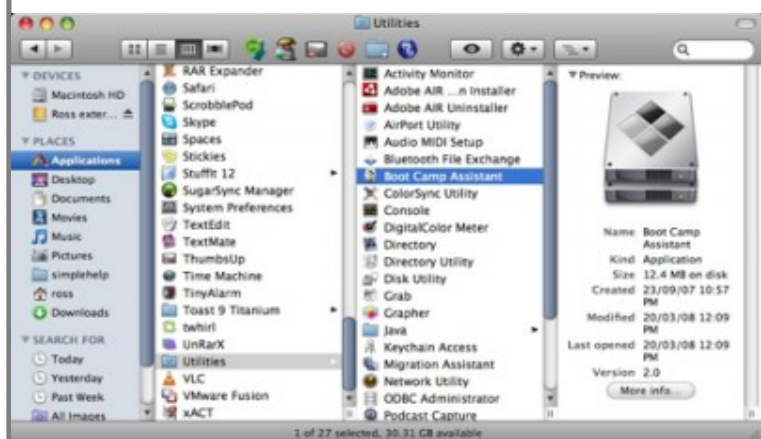 Utilities
DEVICES
Macintosh HD
Ross exter...
PLACES
Applications
Desktop
Documents
Movies
Music
Pictures
simplehelp
ross
Downloads
SEARCH FOR
Today
Yesterday
Past Week
All Images
RAR Expander
Safari
ScrobblePod
Skype
Spaces
Stickies
StuffIt 12
SugarSync Manager
System Preferences
TextEdit
TextMate
ThumbsUp
Time Machine
TinyAlarm
Toast 9 Titanium
twhirl
UnRarX
Utilities
VLC
VMware Fusion
xACT
Activity Monitor
Adobe AIR ...n Installer
Adobe AIR Uninstaller
AirPort Utility
Audio MIDI Setup
Bluetooth File Exchange
Boot Camp Assistant
ColorSync Utility
Console
DigitalColor Meter
Directory
Directory Utility
Disk Utility
Grab
Grapher
Java
Keychain Access
Migration Assistant
Network Utility
ODBC Administrator
Podcast Capture
Preview:
Name Boot Camp
Assistant
Kind Application
Size 12.4 MB on disk
Created 23/09/07 10:57
PM
Modified 20/03/08 12:09
PM
Last opened 20/03/08 12:09
PM
Version 2.0
More info...
1 of 27 selected, 30.31 GB available